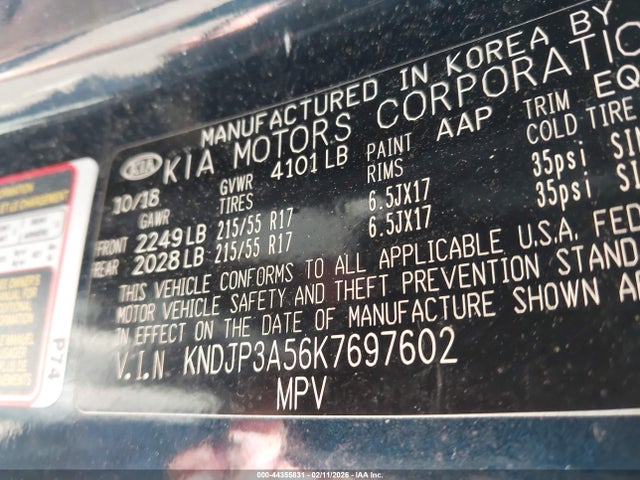 MANUFACTURED IN KOREA BY
KIA
KIA MOTORS CORPORATION
10/18 GVWR 4101 LB PAINT AAP TRIM EQ
GAWR TIRES RIMS COLD TIRE
FRONT 2249 LB 215/55 R17 6.5JX17 35psi
REAR 2028 LB 215/55 R17 6.5JX17 35psi
THIS VEHICLE CONFORMS TO ALL APPLICABLE U.S.A. FED
MOTOR VEHICLE SAFETY AND THEFT PREVENTION STAND
IN EFFECT ON THE DATE OF MANUFACTURE SHOWN
V.I.N. KNDJP3A56K7697602
MPV
P74
000-44355831 - 02/11/2026 - IAA Inc.